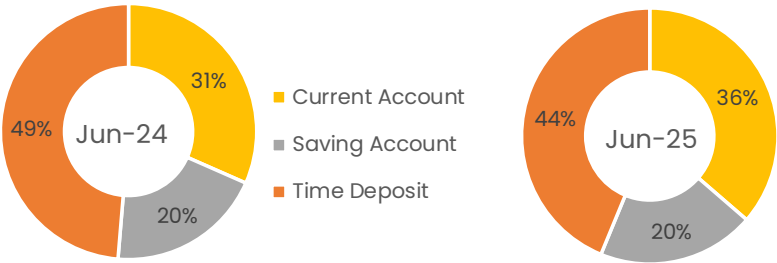 31%
49%
Jun-24
20%
Current Account
Saving Account
Time Deposit
36%
44%
Jun-25
20%